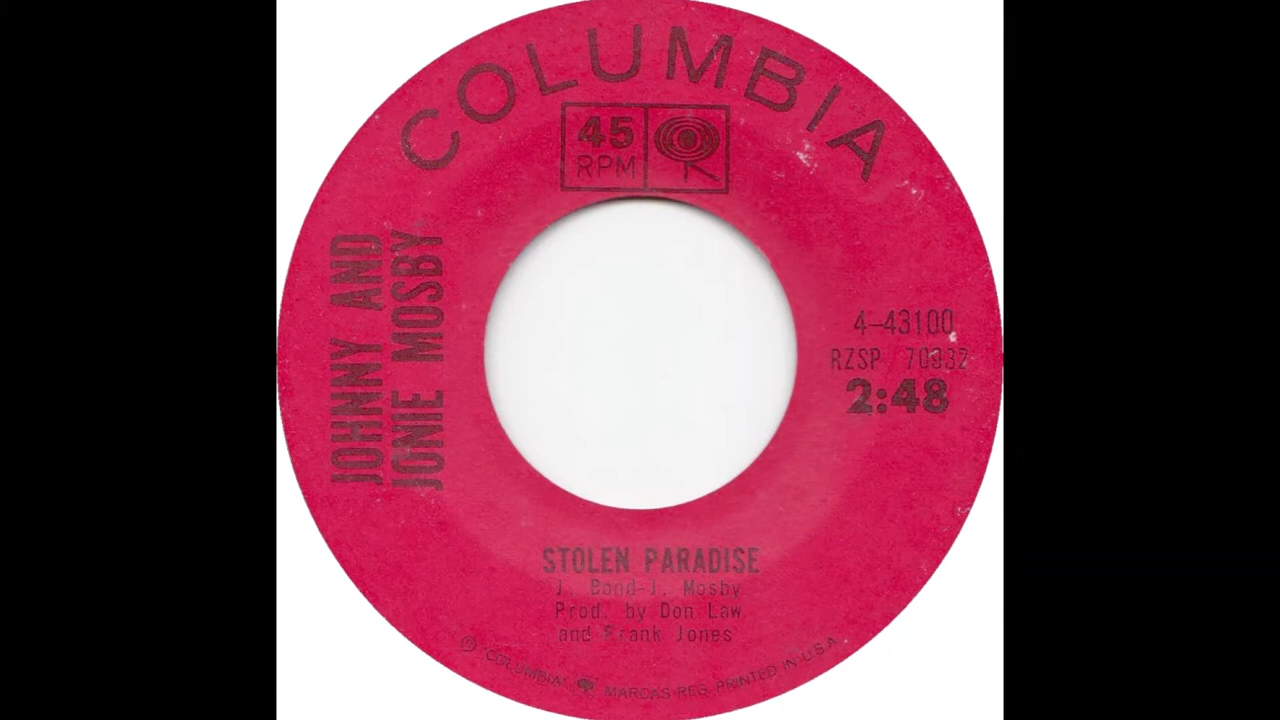 COLUMBIA
45
RPM
JOHNNY AND
JONIE MOSBY
4-43100
RZSP 70932
2:48
STOLEN PARADISE
J. Bond-J. Mosby
Prod. by Don Law
and Frank Jones
Ⓟ "COLUMBIA" MARCAS REG. PRINTED IN U.S.A.